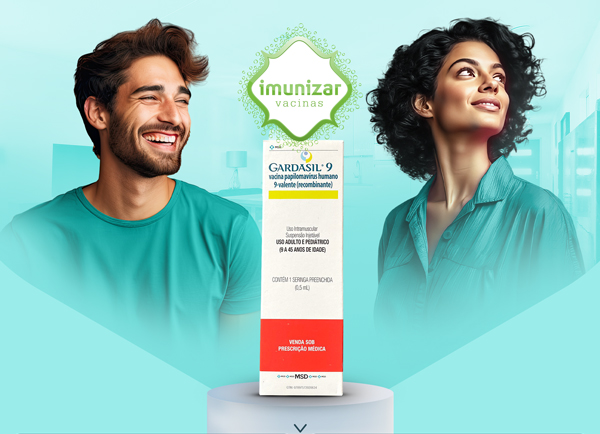 imunizar
vacinas
MSD
GARDASIL® 9
vacina papilomavírus humano
9-valente (recombinante)
Uso Intramuscular
Suspensão Injetável
USO ADULTO E PEDIÁTRICO
(9 A 45 ANOS DE IDADE)
CONTÉM 1 SERINGA PREENCHIDA
(0,5 mL)
VENDA SOB
PRESCRIÇÃO MÉDICA
MSD